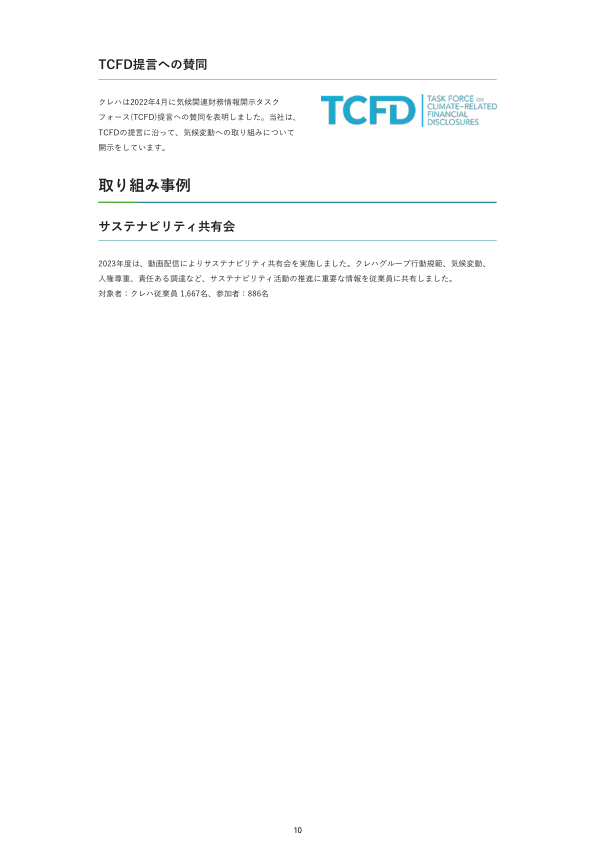 TCFD提言への賛同
クレハは2022年4月に気候関連財務情報開示タスク
フォース(TCFD)提言への賛同を表明しました。当社は、
TCFDの提言に沿って、気候変動への取り組みについて
開示をしています。
TCFD
TASK FORCE ON
CLIMATE-RELATED
FINANCIAL
DISCLOSURES
取り組み事例
サステナビリティ共有会
2023年度は、動画配信によりサステナビリティ共有会を実施しました。クレハグループ行動規範、気候変動、
人権尊重、責任ある調達など、サステナビリティ活動の推進に重要な情報を従業員に共有しました。
対象者：クレハ従業員 1,667名、参加者：886名
10